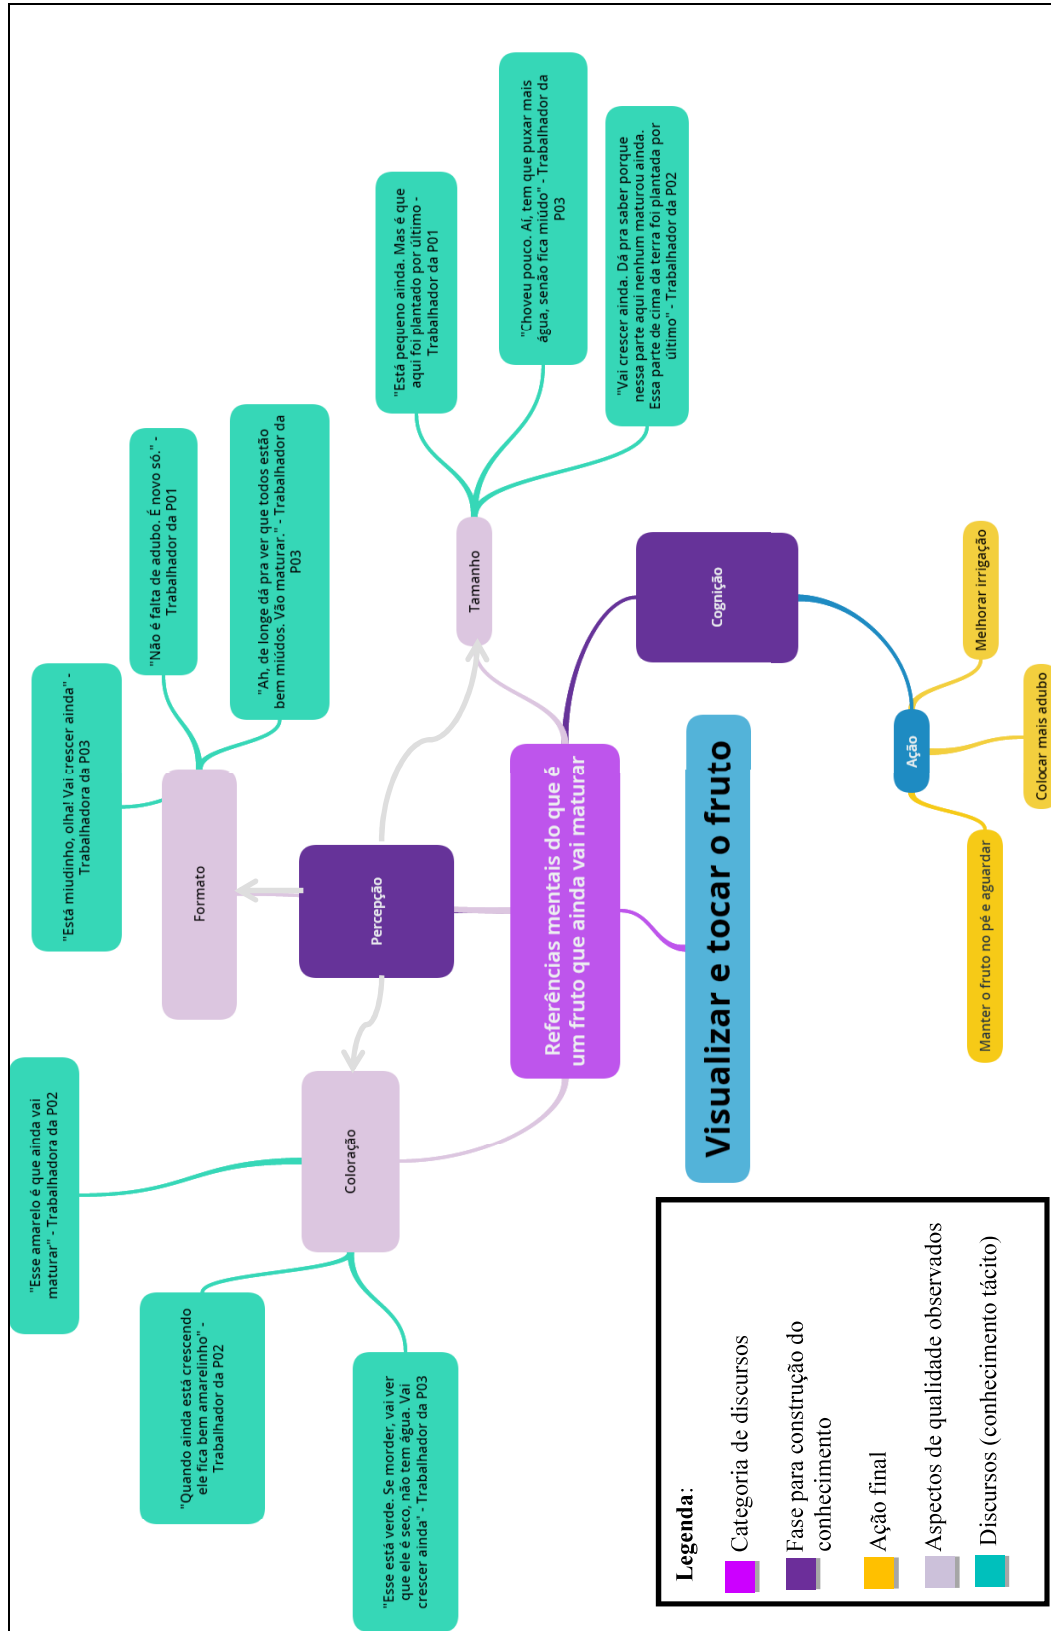 "Esse amarelo é que ainda vai
maturar" - Trabalhadora da P02
"Quando ainda está crescendo
ele fica bem amarelinho" -
Trabalhador da P02
"Esse está verde. Se morder, vai ver
que ele é seco, não tem água. Vai
crescer ainda" - Trabalhador da P03
Coloração
"Está miudinho, olha! Vai crescer ainda" -
Trabalhadora da P03
"Não é falta de adubo. É novo só." -
Trabalhador da P01
"Ah, de longe dá pra ver que todos estão
bem miúdos. Vão maturar." - Trabalhador da
P03
Formato
Percepção
"Está pequeno ainda. Mas é que
aqui foi plantado por último -
Trabalhador da P01
"Choveu pouco. Aí, tem que puxar mais
água, senão fica miúdo" - Trabalhador da
P03
"Vai crescer ainda. Dá pra saber porque
nessa parte aqui nenhum maturou ainda.
Essa parte de cima da terra foi plantada por
último" - Trabalhador da P02
Tamanho
Referências mentais do que é
um fruto que ainda vai maturar
Cognição
Visualizar e tocar o fruto
Ação
Manter o fruto no pé e aguardar
Colocar mais adubo
Melhorar irrigação
Legenda:
Categoria de discursos
Fase para construção do
conhecimento
Ação final
Aspectos de qualidade observados
Discursos (conhecimento tácito)